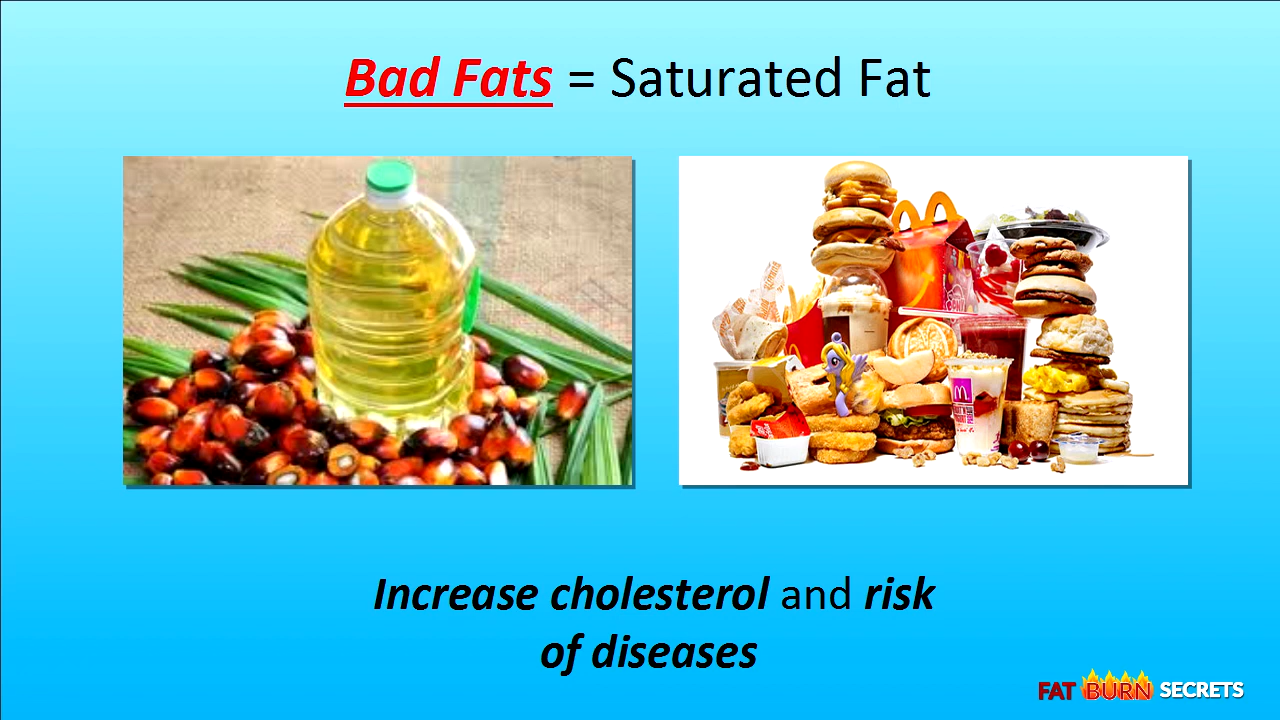 Bad Fats = Saturated Fat
Increase cholesterol and risk
of diseases
FAT BURN SECRETS